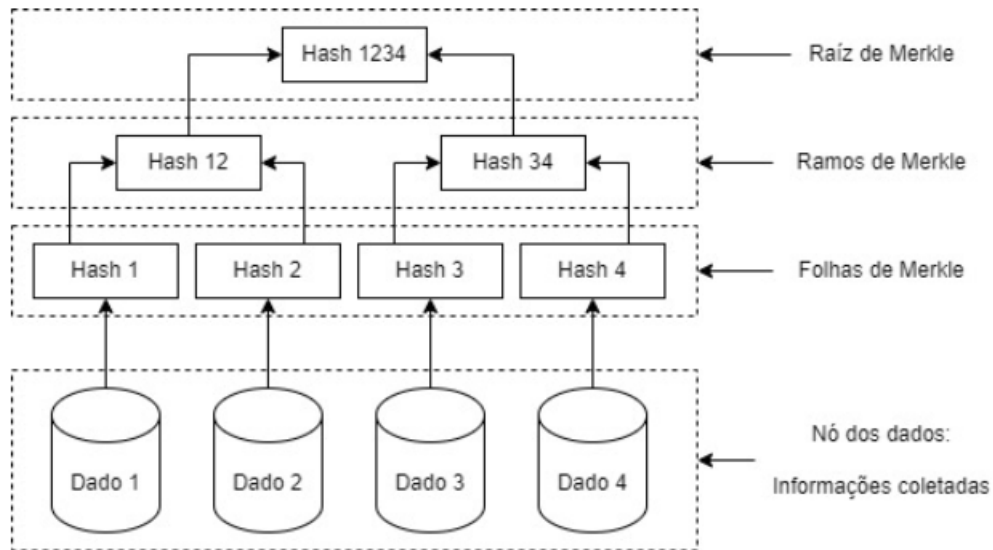 Hash 1234
Raíz de Merkle
Hash 12
Hash 34
Ramos de Merkle
Hash 1
Hash 2
Hash 3
Hash 4
Folhas de Merkle
Dado 1
Dado 2
Dado 3
Dado 4
Nó dos dados:
Informações coletadas